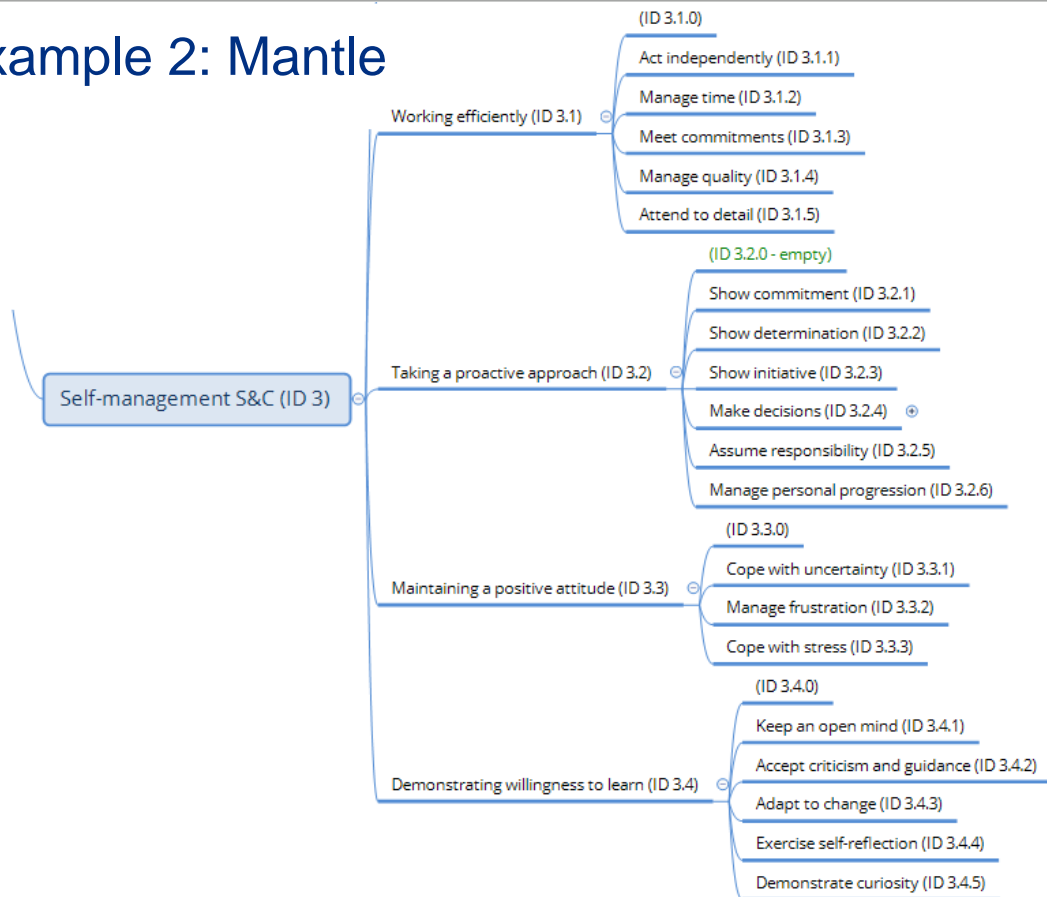 xample 2: Mantle
Self-management S&C (ID 3)
Working efficiently (ID 3.1)
(ID 3.1.0)
Act independently (ID 3.1.1)
Manage time (ID 3.1.2)
Meet commitments (ID 3.1.3)
Manage quality (ID 3.1.4)
Attend to detail (ID 3.1.5)
Taking a proactive approach (ID 3.2)
(ID 3.2.0 - empty)
Show commitment (ID 3.2.1)
Show determination (ID 3.2.2)
Show initiative (ID 3.2.3)
Make decisions (ID 3.2.4)
Assume responsibility (ID 3.2.5)
Manage personal progression (ID 3.2.6)
Maintaining a positive attitude (ID 3.3)
(ID 3.3.0)
Cope with uncertainty (ID 3.3.1)
Manage frustration (ID 3.3.2)
Cope with stress (ID 3.3.3)
Demonstrating willingness to learn (ID 3.4)
(ID 3.4.0)
Keep an open mind (ID 3.4.1)
Accept criticism and guidance (ID 3.4.2)
Adapt to change (ID 3.4.3)
Exercise self-reflection (ID 3.4.4)
Demonstrate curiosity (ID 3.4.5)